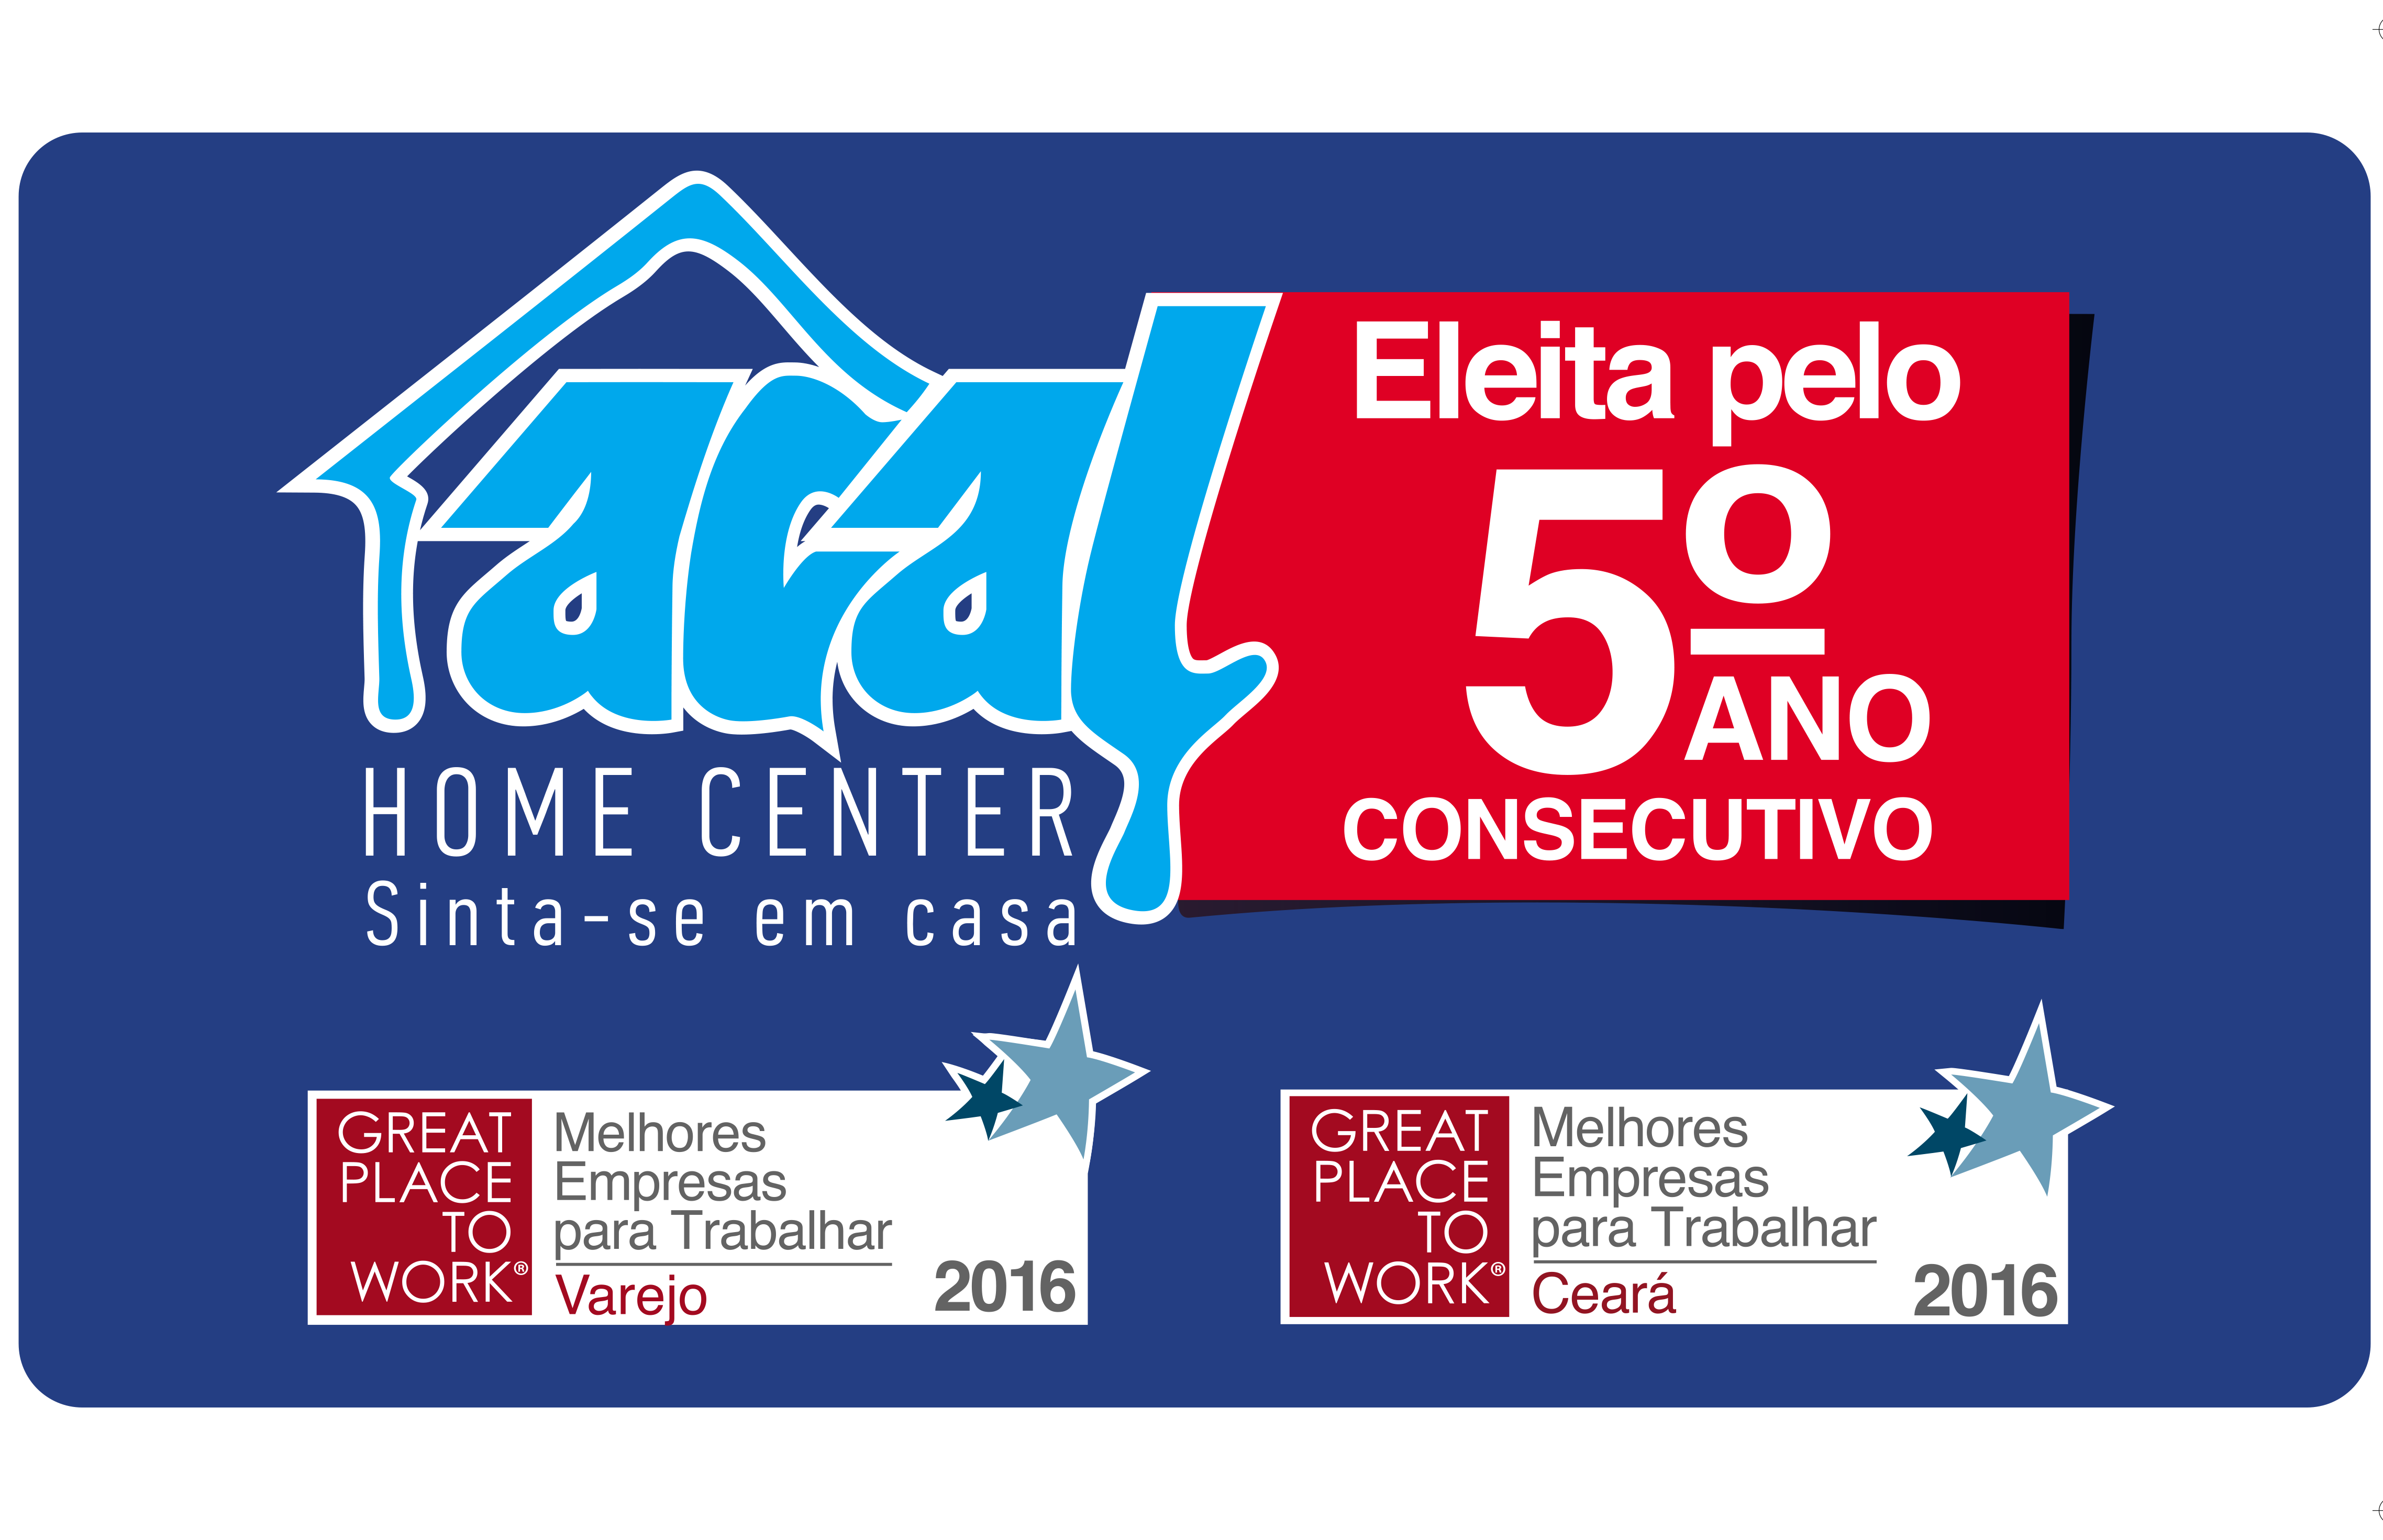 aral
HOME CENTER
Sinta-se em casa
Eleita pelo
5º
ANO
CONSECUTIVO
GREAT
PLACE
TO
WORK®
Melhores
Empresas
para Trabalhar
Varejo
2016
GREAT
PLACE
TO
WORK®
Melhores
Empresas
para Trabalhar
Ceará
2016